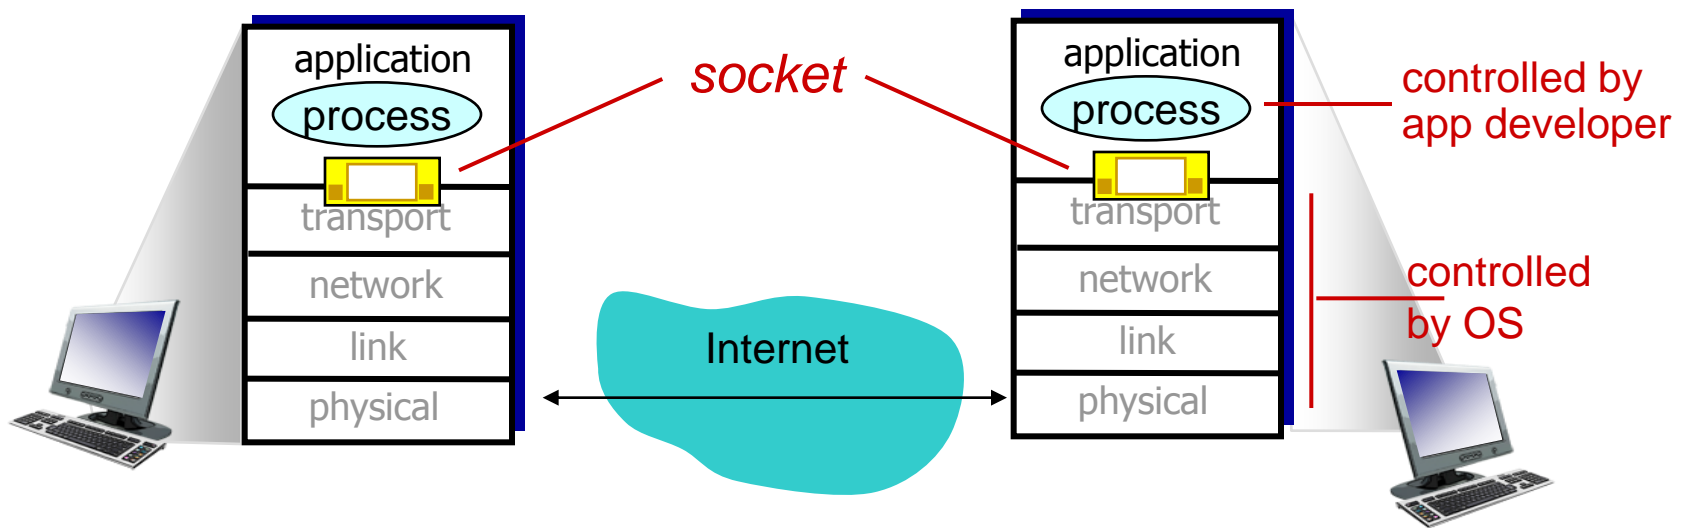 application
process
transport
network
link
physical
socket
Internet
application
process
transport
network
link
physical
controlled by
app developer
controlled
by OS